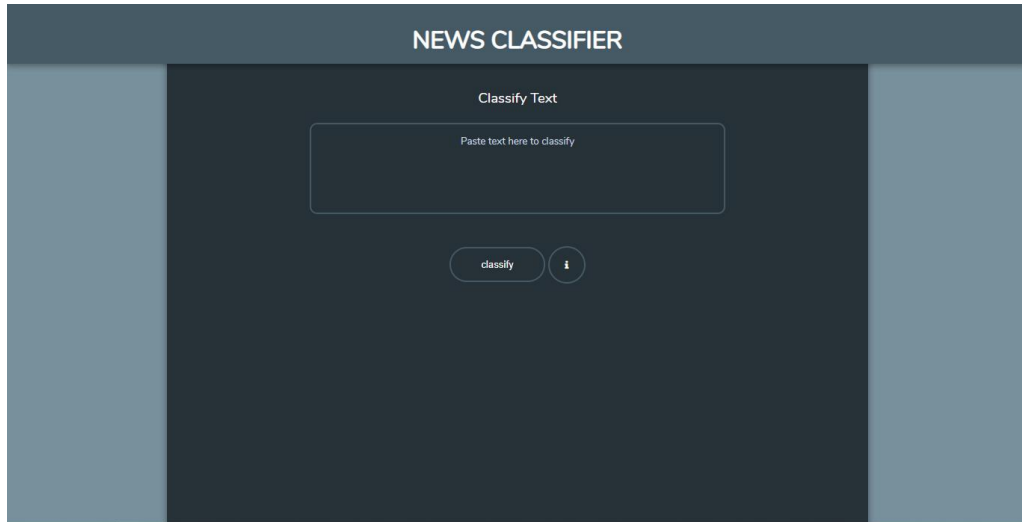 NEWS CLASSIFIER
Classify Text
Paste text here to classify
classify i